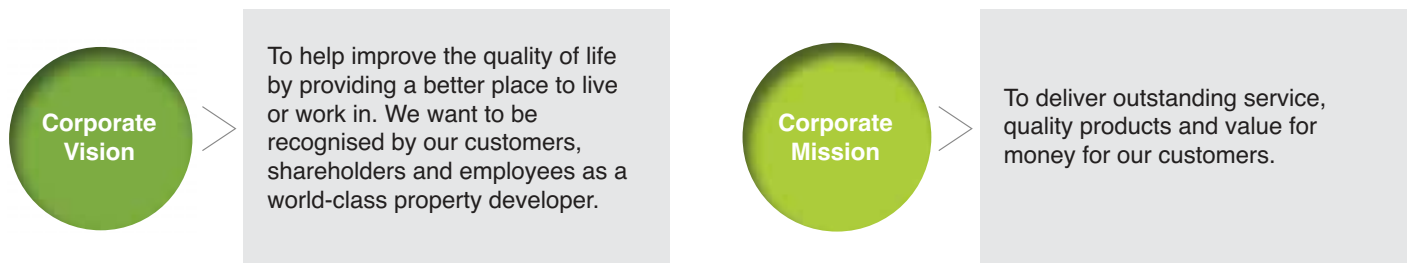 Corporate
Vision
To help improve the quality of life
by providing a better place to live
or work in. We want to be
recognised by our customers,
shareholders and employees as a
world-class property developer.
Corporate
Mission
To deliver outstanding service,
quality products and value for
money for our customers.